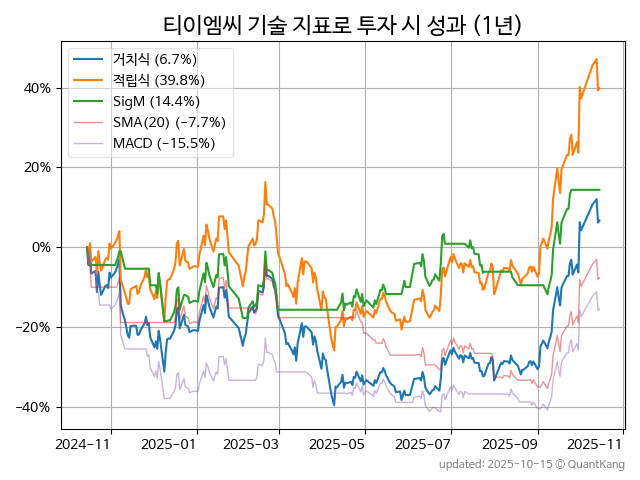 티이엠씨 기술 지표로 투자 시 성과 (1년)
거치식 (6.7%)
적립식 (39.8%)
SigM (14.4%)
SMA(20) (−7.7%)
MACD (−15.5%)
40%
20%
0%
−20%
−40%
2024-11 2025-01 2025-03 2025-05 2025-07 2025-09 2025-11
updated: 2025-10-15 © QuantKang